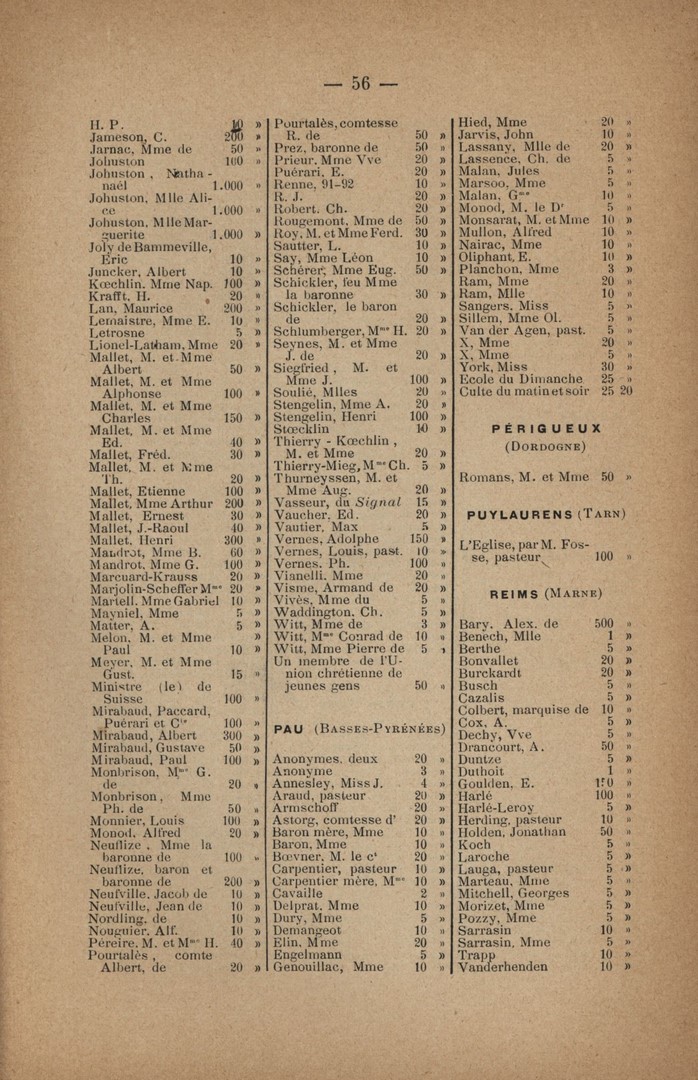 — 56 —
H. P. 10 »
Jameson, C. 200 »
Jarnac, Mme de 50 »
Johuston 100 »
Johuston, Natha-
naël 1.000 »
Johuston, Mlle Ali-
ce 1.000 »
Johuston, Mlle Mar-
guerite 1.000 »
Joly de Bammeville,
Eric 10 »
Juncker, Albert 10 »
Kœchlin. Mme Nap. 100 »
Krafft, H. 20 »
Lan, Maurice 200 »
Lemaistre, Mme E. 10 »
Letrosne 5 »
Lionel-Latham, Mme 20 »
Mallet, M. et Mme
Albert 50 »
Mallet, M. et Mme
Alphonse 100 »
Mallet, M. et Mme
Charles 150 »
Mallet, M. et Mme
Ed. 40 »
Mallet, Fréd. 30 »
Mallet, M. et Mme
Th. 20 »
Mallet, Etienne 100 »
Mallet, Mme Arthur 200 »
Mallet, Ernest 30 »
Mallet, J.-Raoul 40 »
Mallet. Henri 300 »
Mandrot, Mme B. 60 »
Mandrot, Mme G. 100 »
Marcuard-Krauss 20 »
Marjolin-Scheffer Mme 20 »
Martell. Mme Gabriel 10 »
Mayniel, Mme 5 »
Matter, A. 5 »
Melon, M. et Mme »
Paul 10 »
Meyer, M. et Mme
Gust. 15 »
Ministre (le) de
Suisse 100 »
Mirabaud, Paccard,
Puérari et Cie 100 »
Mirabaud, Albert 300 »
Mirabaud, Gustave 50 »
Mirabaud, Paul 100 »
Monbrison, Mme G.
de 20 »
Monbrison, Mme
Ph. de 50 »
Monnier, Louis 100 »
Monod, Alfred 20 »
Neuflize, Mme la
baronne de 100 »
Neuflize, baron et
baronne de 200 »
Neufville, Jacob de 10 »
Neufville, Jean de 10 »
Nordling, de 10 »
Nouguier, Alf. 10 »
Péreire, M. et Mme H. 40 »
Pourtalès, comte
Albert, de 20 »
Pourtalès, comtesse
R. de 50 »
Prez, baronne de 50 »
Prieur, Mme Vve 20 »
Puérari, E. 20 »
Renne, 91-92 10 »
R. J. 20 »
Robert. Ch. 20 »
Rougemont, Mme de 50 »
Roy, M. et Mme Ferd. 30 »
Sautter, L. 10 »
Say, Mme Léon 10 »
Schérer, Mme Eug. 50 »
Schickler, feu Mme
la baronne 30 »
Schickler, le baron
de 20 »
Schlumberger, Mme H. 20 »
Seynes, M. et Mme
J. de 20 »
Siegfried, M. et
Mme J. 100 »
Soulié, Mlles 20 »
Stengelin, Mme A. 20 »
Stengelin, Henri 100 »
Stœcklin 10 »
Thierry-Kœchlin,
M. et Mme 20 »
Thierry-Mieg, Mme Ch. 5 »
Thurneyssen, M. et
Mme Aug. 20 »
Vasseur, du Signal 15 »
Vaucher, Ed. 20 »
Vautier, Max 5 »
Vernes, Adolphe 150 »
Vernes, Louis, past. 10 »
Vernes, Ph. 100 »
Vianelli, Mme 20 »
Visme, Armand de 20 »
Vivès, Mme du 5 »
Waddington, Ch. 5 »
Witt, Mme de 3 »
Witt, Mme Conrad de 10 »
Witt, Mme Pierre de 5 »
Un membre de l'U-
nion chrétienne de
jeunes gens 50 »
PAU (Basses-Pyrénées)
Anonymes. deux 20 »
Anonyme 3 »
Annesley, Miss J. 4 »
Araud, pasteur 20 »
Armschoff 20 »
Astorg, comtesse d' 20 »
Baron mère, Mme 10 »
Baron, Mme 10 »
Bœvner, M. le ct 20 »
Carpentier, pasteur 10 »
Carpentier mère, Mme 10 »
Cavaille 2 »
Delprat, Mme 10 »
Dury, Mme 5 »
Demangeot 10 »
Elin, Mme 20 »
Engelmann 5 »
Genouillac, Mme 10 »
Hied, Mme 20 »
Jarvis, John 10 »
Lassany, Mlle de 20 »
Lassence, Ch. de 5 »
Malan, Jules 5 »
Marsoo, Mme 5 »
Malan, Gme 10 »
Monod, M. le Dr 5 »
Monsarat, M. et Mme 10 »
Mullon, Alfred 10 »
Nairac, Mme 10 »
Oliphant, E. 10 »
Planchon, Mme 3 »
Ram, Mme 20 »
Ram, Mlle 10 »
Sangers, Miss 5 »
Sillem, Mme Ol. 5 »
Van der Agen, past. 5 »
X, Mme 20 »
X, Mme 5 »
York, Miss 30 »
Ecole du Dimanche 25 »
Culte du matin et soir 25 20
PÉRIGUEUX
(DORDOGNE)
Romans, M. et Mme 50 »
PUYLAURENS (Tarn)
L'Eglise, par M. Fos-
se, pasteur 100 »
REIMS (Marne)
Bary, Alex. de 500 »
Benech, Mlle 1 »
Berthe 5 »
Bonvallet 20 »
Burckardt 20 »
Busch 5 »
Cazalis 5 »
Colbert, marquise de 10 »
Cox, A. 5 »
Dechy, Vve 5 »
Drancourt, A. 50 »
Duntze 5 »
Duthoit 1 »
Goulden, E.
Harlé 100 »
Harlé-Leroy 5 »
Herding, pasteur 10 »
Holden, Jonathan 50 »
Koch 5 »
Laroche 5 »
Lauga, pasteur 5 »
Marteau, Mme 5 »
Mitchell, Georges 5 »
Morizet, Mme 5 »
Pozzy, Mme 5 »
Sarrasin 10 »
Sarrasin, Mme 5 »
Trapp 10 »
Vanderhenden 10 »